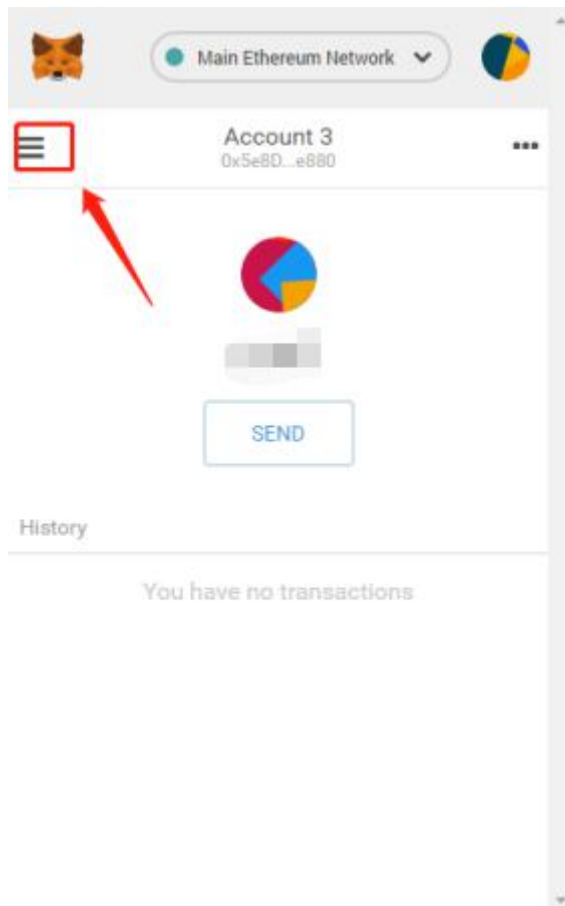 Main Ethereum Network
Account 3
0x5e8D...e880
SEND
History
You have no transactions